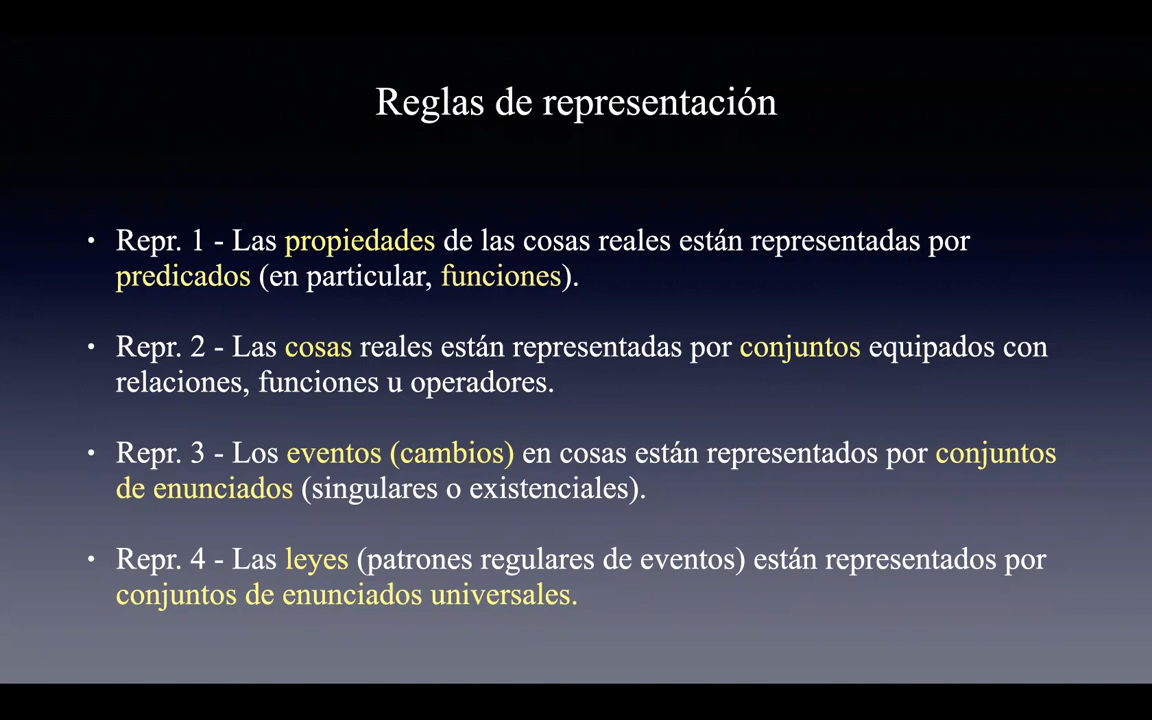 Reglas de representación
• Repr. 1 - Las propiedades de las cosas reales están representadas por
predicados (en particular, funciones).
• Repr. 2 - Las cosas reales están representadas por conjuntos equipados con
relaciones, funciones u operadores.
• Repr. 3 - Los eventos (cambios) en cosas están representados por conjuntos
de enunciados (singulares o existenciales).
• Repr. 4 - Las leyes (patrones regulares de eventos) están representados por
conjuntos de enunciados universales.